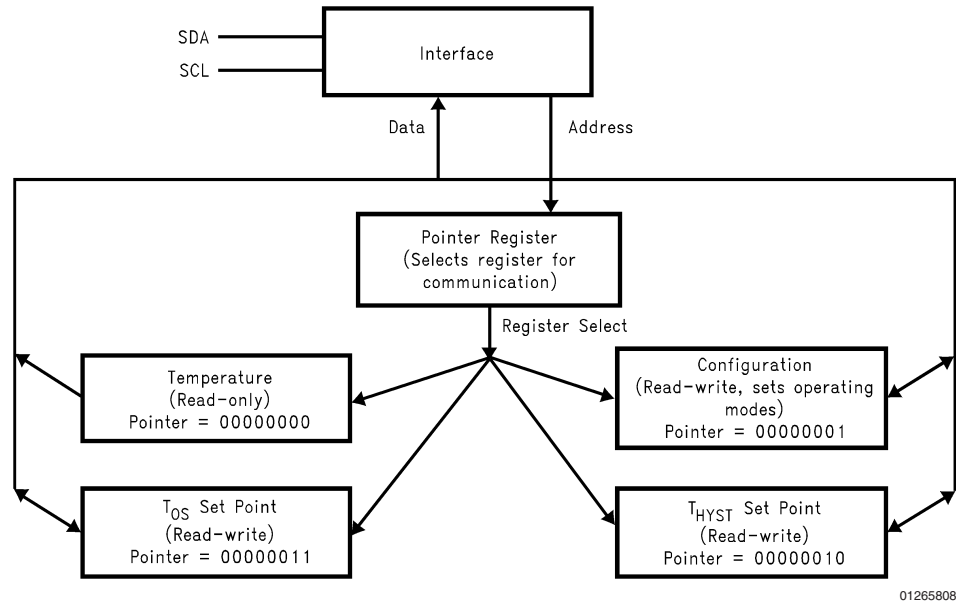 SDA
SCL
Interface
Data
Address
Pointer Register
(Selects register for
communication)
Register Select
Temperature
(Read-only)
Pointer = 00000000
Configuration
(Read-write, sets operating
modes)
Pointer = 00000001
TOS Set Point
(Read-write)
Pointer = 00000011
THYST Set Point
(Read-write)
Pointer = 00000010
01265808